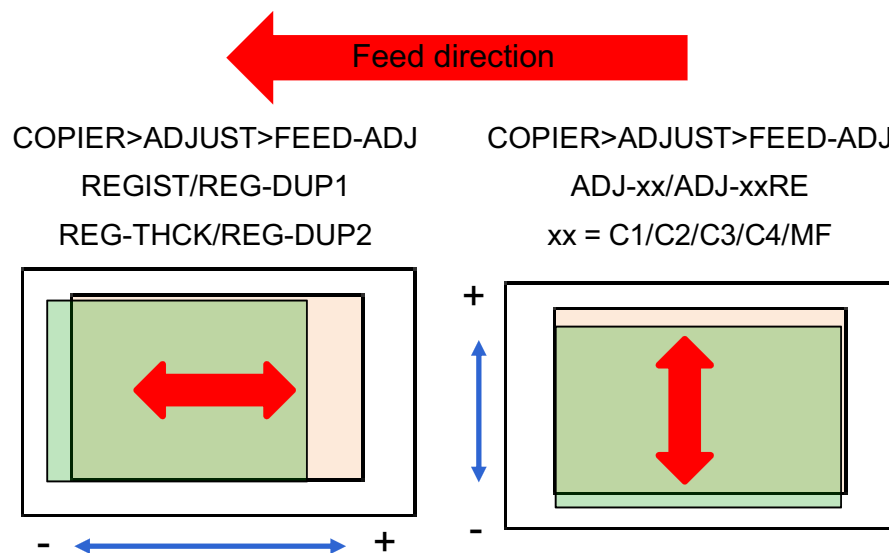 Feed direction
COPIER>ADJUST>FEED-ADJ
REGIST/REG-DUP1
REG-THCK/REG-DUP2
- +
COPIER>ADJUST>FEED-ADJ
ADJ-xx/ADJ-xxRE
xx = C1/C2/C3/C4/MF
+
-